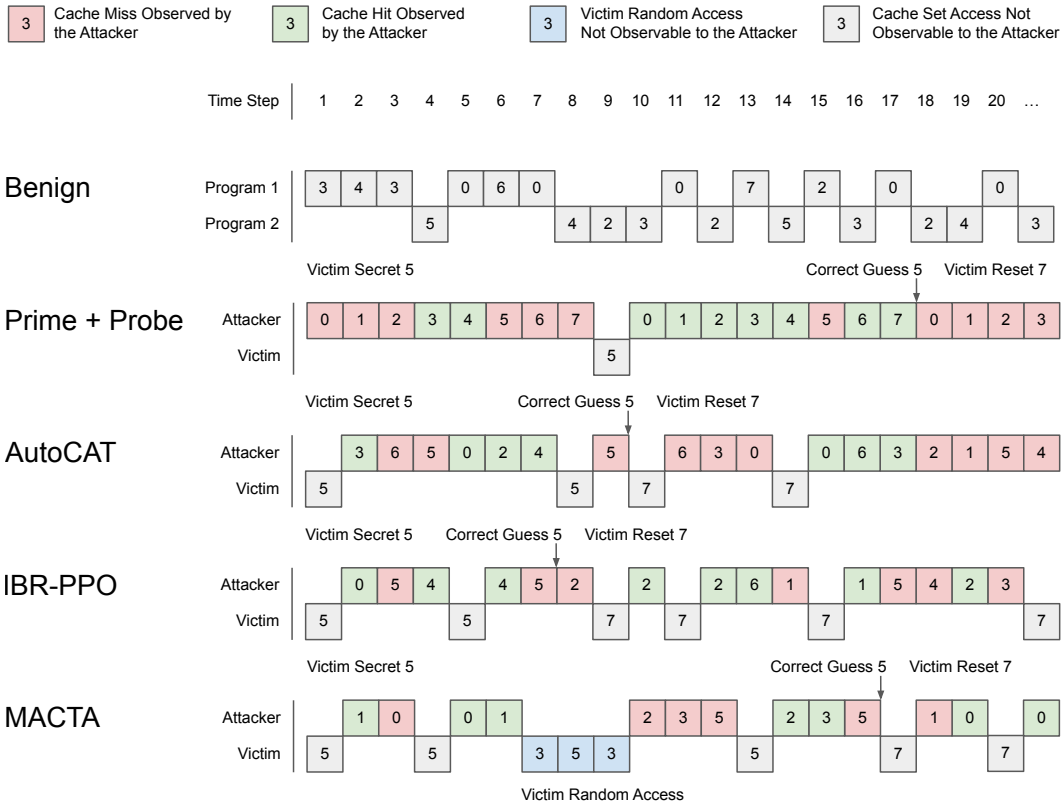 3 Cache Miss Observed by the Attacker
3 Cache Hit Observed by the Attacker
3 Victim Random Access Not Observable to the Attacker
3 Cache Set Access Not Observable to the Attacker
Time Step 1 2 3 4 5 6 7 8 9 10 11 12 13 14 15 16 17 18 19 20 ...
Benign
Program 1 3 4 3 0 6 0 0 7 2 0 0
Program 2 5 4 2 3 2 5 3 2 4 3
Victim Secret 5 Correct Guess 5 Victim Reset 7
Prime + Probe
Attacker 0 1 2 3 4 5 6 7 0 1 2 3 4 5 6 7 0 1 2 3
Victim 5
Victim Secret 5 Correct Guess 5 Victim Reset 7
AutoCAT
Attacker 3 6 5 0 2 4 5 6 3 0 0 6 3 2 1 5 4
Victim 5 5 7 7
Victim Secret 5 Correct Guess 5 Victim Reset 7
IBR-PPO
Attacker 0 5 4 4 5 2 2 2 6 1 1 5 4 2 3
Victim 5 5 7 7 7 7
Victim Secret 5 Correct Guess 5 Victim Reset 7
MACTA
Attacker 1 0 0 1 2 3 5 2 3 5 1 0 0
Victim 5 5 3 5 3 5 7 7
Victim Random Access